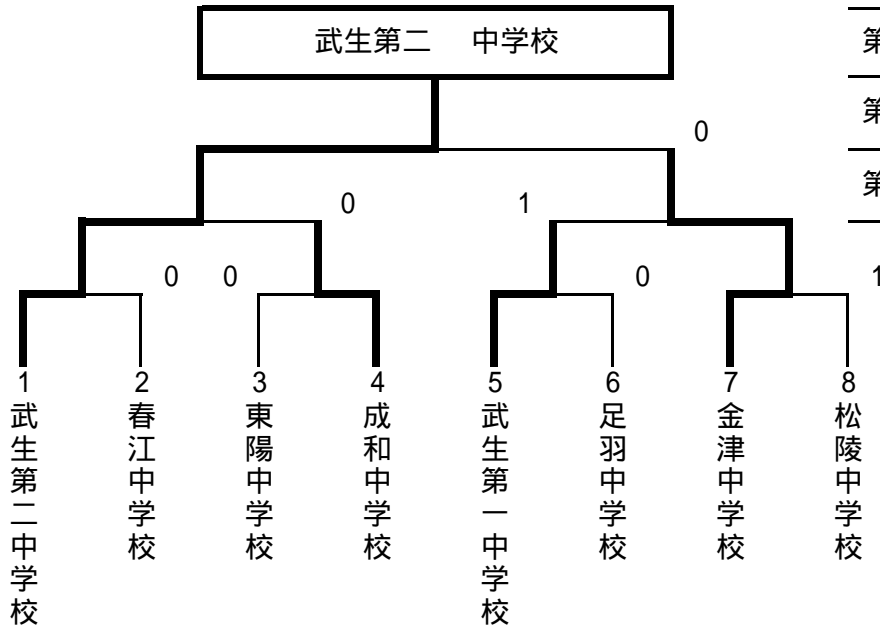 武生第二 中学校
第
第
0
第
0
1
0
0
0
1
1
2
3
4
5
6
7
8
武生第二中学校
春江中学校
東陽中学校
成和中学校
武生第一中学校
足羽中学校
金津中学校
松陵中学校